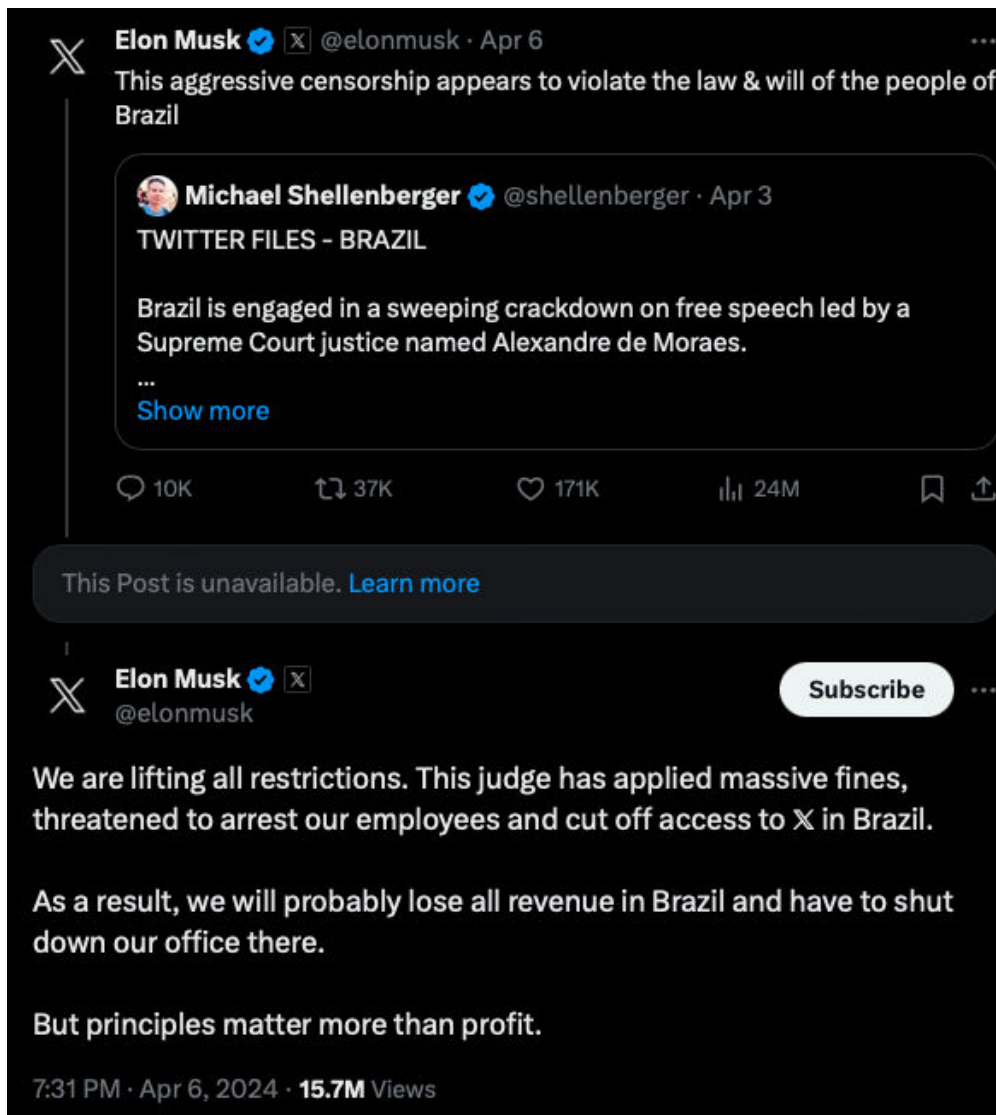 Elon Musk @elonmusk · Apr 6
This aggressive censorship appears to violate the law & will of the people of
Brazil
Michael Shellenberger @shellenberger · Apr 3
TWITTER FILES - BRAZIL
Brazil is engaged in a sweeping crackdown on free speech led by a
Supreme Court justice named Alexandre de Moraes.
...
Show more
10K 37K 171K 24M
This Post is unavailable. Learn more
Elon Musk
Subscribe
@elonmusk
We are lifting all restrictions. This judge has applied massive fines,
threatened to arrest our employees and cut off access to 𝕏 in Brazil.
As a result, we will probably lose all revenue in Brazil and have to shut
down our office there.
But principles matter more than profit.
7:31 PM · Apr 6, 2024 · 15.7M Views